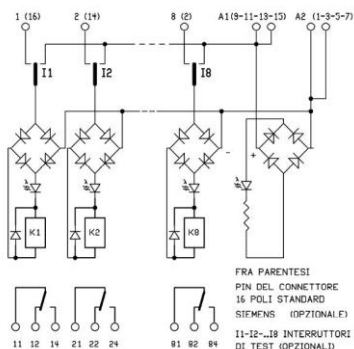 1 (16) 2 (14) 8 (2) A1(9-11-13-15) A2 (1-3-5-7)
I1 I2 I8
- +
K1 K2 K8
FRA PARENTESI
PIN DEL CONNETTORE
16 POLI STANDARD
SIEMENS (OPZIONALE)
11 12 14 21 22 24 81 82 84
I1-I2-..I8 INTERRUTTORI
DI TEST (OPZIONALI)